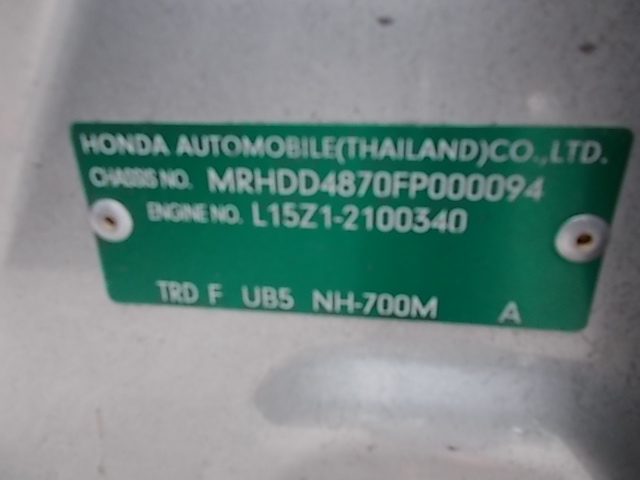 HONDA AUTOMOBILE(THAILAND)CO.,LTD.
CHASSIS NO. MRHDD4870FP000094
ENGINE NO. L15Z1-2100340
TRD F UB5 NH-700M A